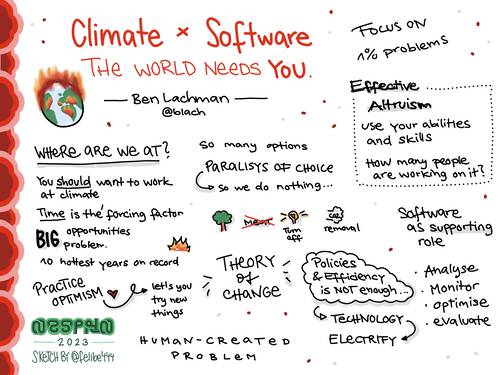 Climate × Software
THE WORLD NEEDS YOU.
— BEN LACHMAN —
@blach
FOCUS ON
1% PROBLEMS
Effective
Altruism
USE YOUR ABILITIES
AND SKILLS
HOW MANY PEOPLE
ARE WORKING ON IT?
WHERE ARE WE AT?
YOU should WANT TO WORK
AT CLIMATE
Time IS THE FORCING FACTOR
BIG OPPORTUNITIES
PROBLEM.
10 HOTTEST YEARS ON RECORD
PRACTICE
OPTIMISM
LET'S YOU
TRY NEW
THINGS
SO MANY OPTIONS
PARALISYS OF CHOICE
SO WE DO NOTHING...
MEAT
TURN
OFF
CO2
REMOVAL
THEORY
OF
CHANGE
Policies
& Efficiency
IS NOT ENOUGH...
TECHNOLOGY
ELECTRIFY
Software
AS SUPPORTING
ROLE
· Analyse
· Monitor
· optimise
· evaluate
HUMAN-CREATED
PROBLEM
2023
SKETCH BY @felibe444